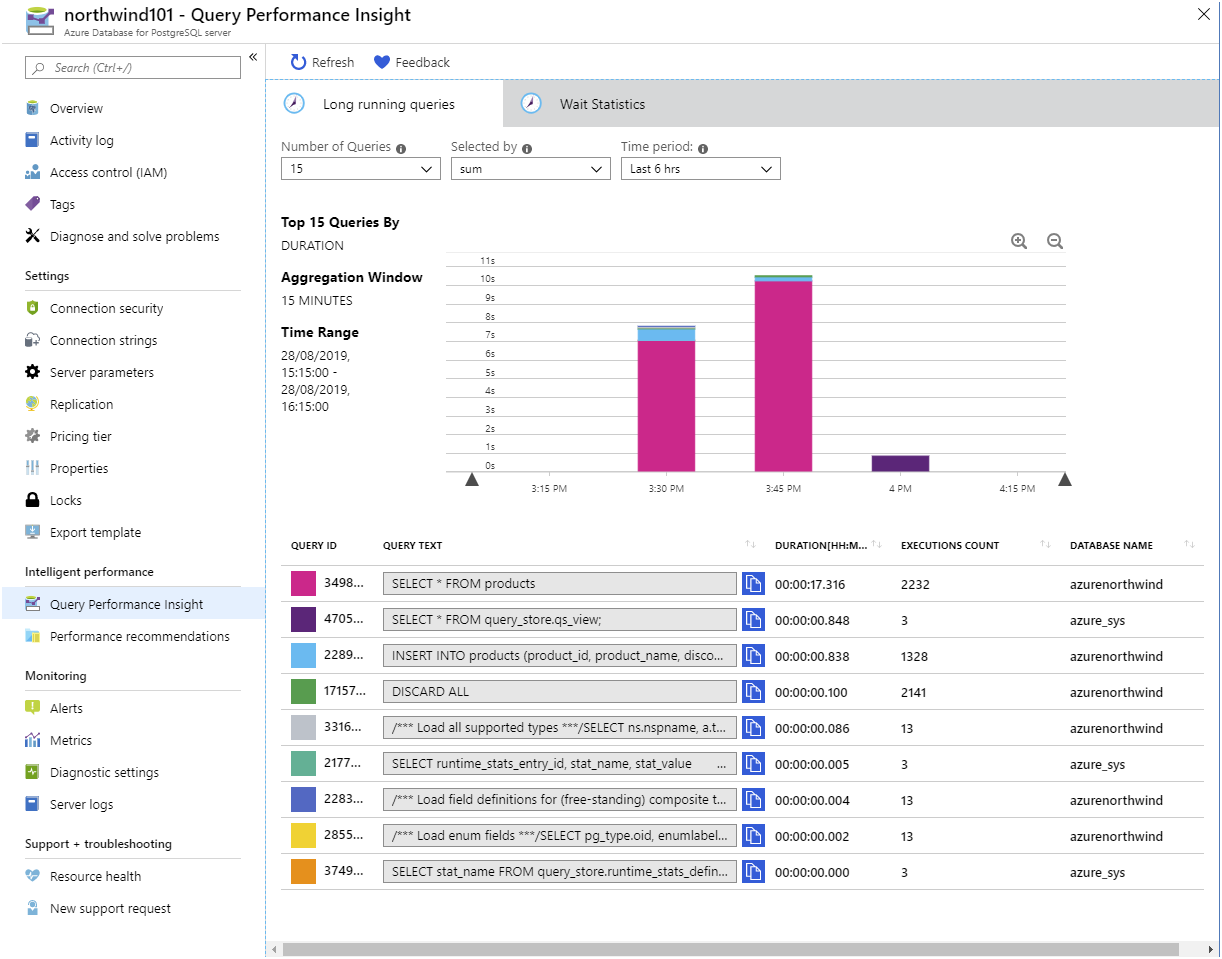 northwind101 - Query Performance Insight
Azure Database for PostgreSQL server
Search (Ctrl+/)
Overview
Activity log
Access control (IAM)
Tags
Diagnose and solve problems
Settings
Connection security
Connection strings
Server parameters
Replication
Pricing tier
Properties
Locks
Export template
Intelligent performance
Query Performance Insight
Performance recommendations
Monitoring
Alerts
Metrics
Diagnostic settings
Server logs
Support + troubleshooting
Resource health
New support request
Refresh Feedback
Long running queries Wait Statistics
Number of Queries Selected by Time period:
15 sum Last 6 hrs
Top 15 Queries By
DURATION
Aggregation Window
15 MINUTES
Time Range
28/08/2019,
15:15:00 -
28/08/2019,
16:15:00
11s
10s
9s
8s
7s
6s
5s
4s
3s
2s
1s
0s
3:15 PM 3:30 PM 3:45 PM 4 PM 4:15 PM
QUERY ID QUERY TEXT DURATION[HH:M... EXECUTIONS COUNT DATABASE NAME
3498... SELECT * FROM products 00:00:17.316 2232 azurenorthwind
4705... SELECT * FROM query_store.qs_view; 00:00:00.848 3 azure_sys
2289... INSERT INTO products (product_id, product_name, disco... 00:00:00.838 1328 azurenorthwind
17157... DISCARD ALL 00:00:00.100 2141 azurenorthwind
3316... /*** Load all supported types ***/SELECT ns.nspname, a.t... 00:00:00.086 13 azurenorthwind
2177... SELECT runtime_stats_entry_id, stat_name, stat_value ... 00:00:00.005 3 azure_sys
2283... /*** Load field definitions for (free-standing) composite t... 00:00:00.004 13 azurenorthwind
2855... /*** Load enum fields ***/SELECT pg_type.oid, enumlabel... 00:00:00.002 13 azurenorthwind
3749... SELECT stat_name FROM query_store.runtime_stats_defin... 00:00:00.000 3 azure_sys